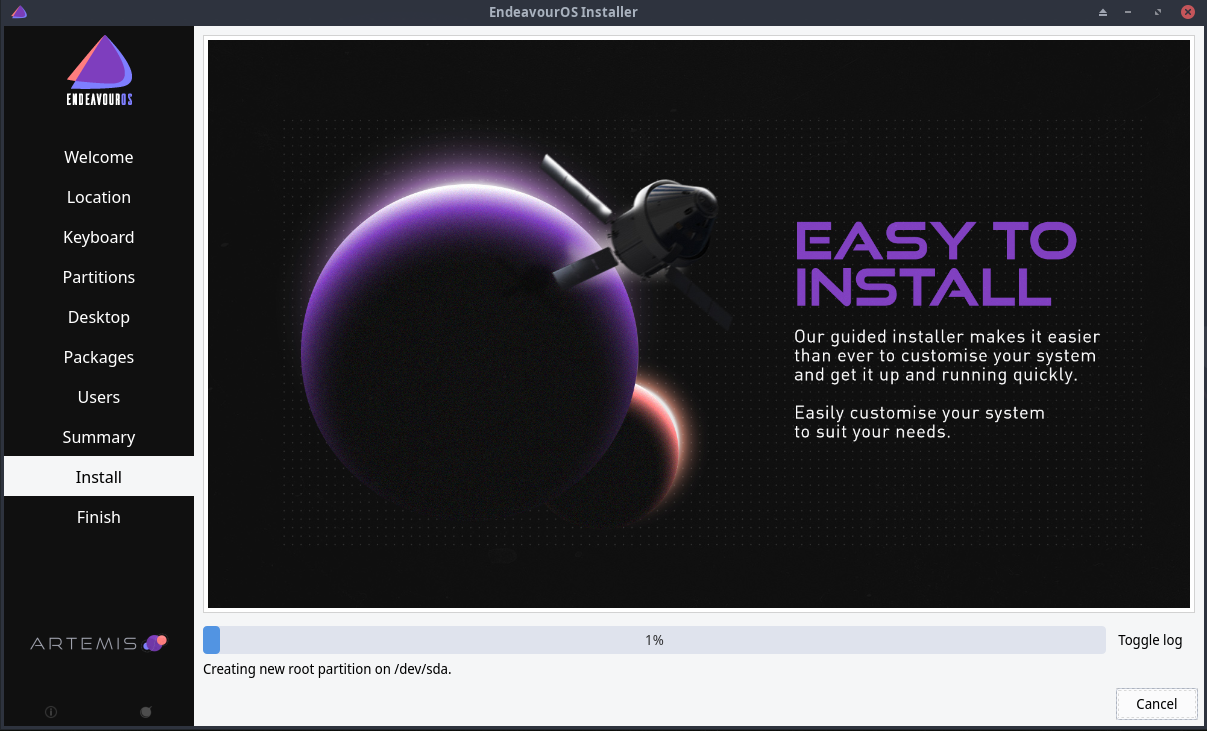 EndeavourOS Installer
ENDEAVOUROS
Welcome
Location
Keyboard
Partitions
Desktop
Packages
Users
Summary
Install
Finish
ARTEMIS
EASY TO
INSTALL
Our guided installer makes it easier
than ever to customise your system
and get it up and running quickly.
Easily customise your system
to suit your needs.
1%
Toggle log
Creating new root partition on /dev/sda.
Cancel